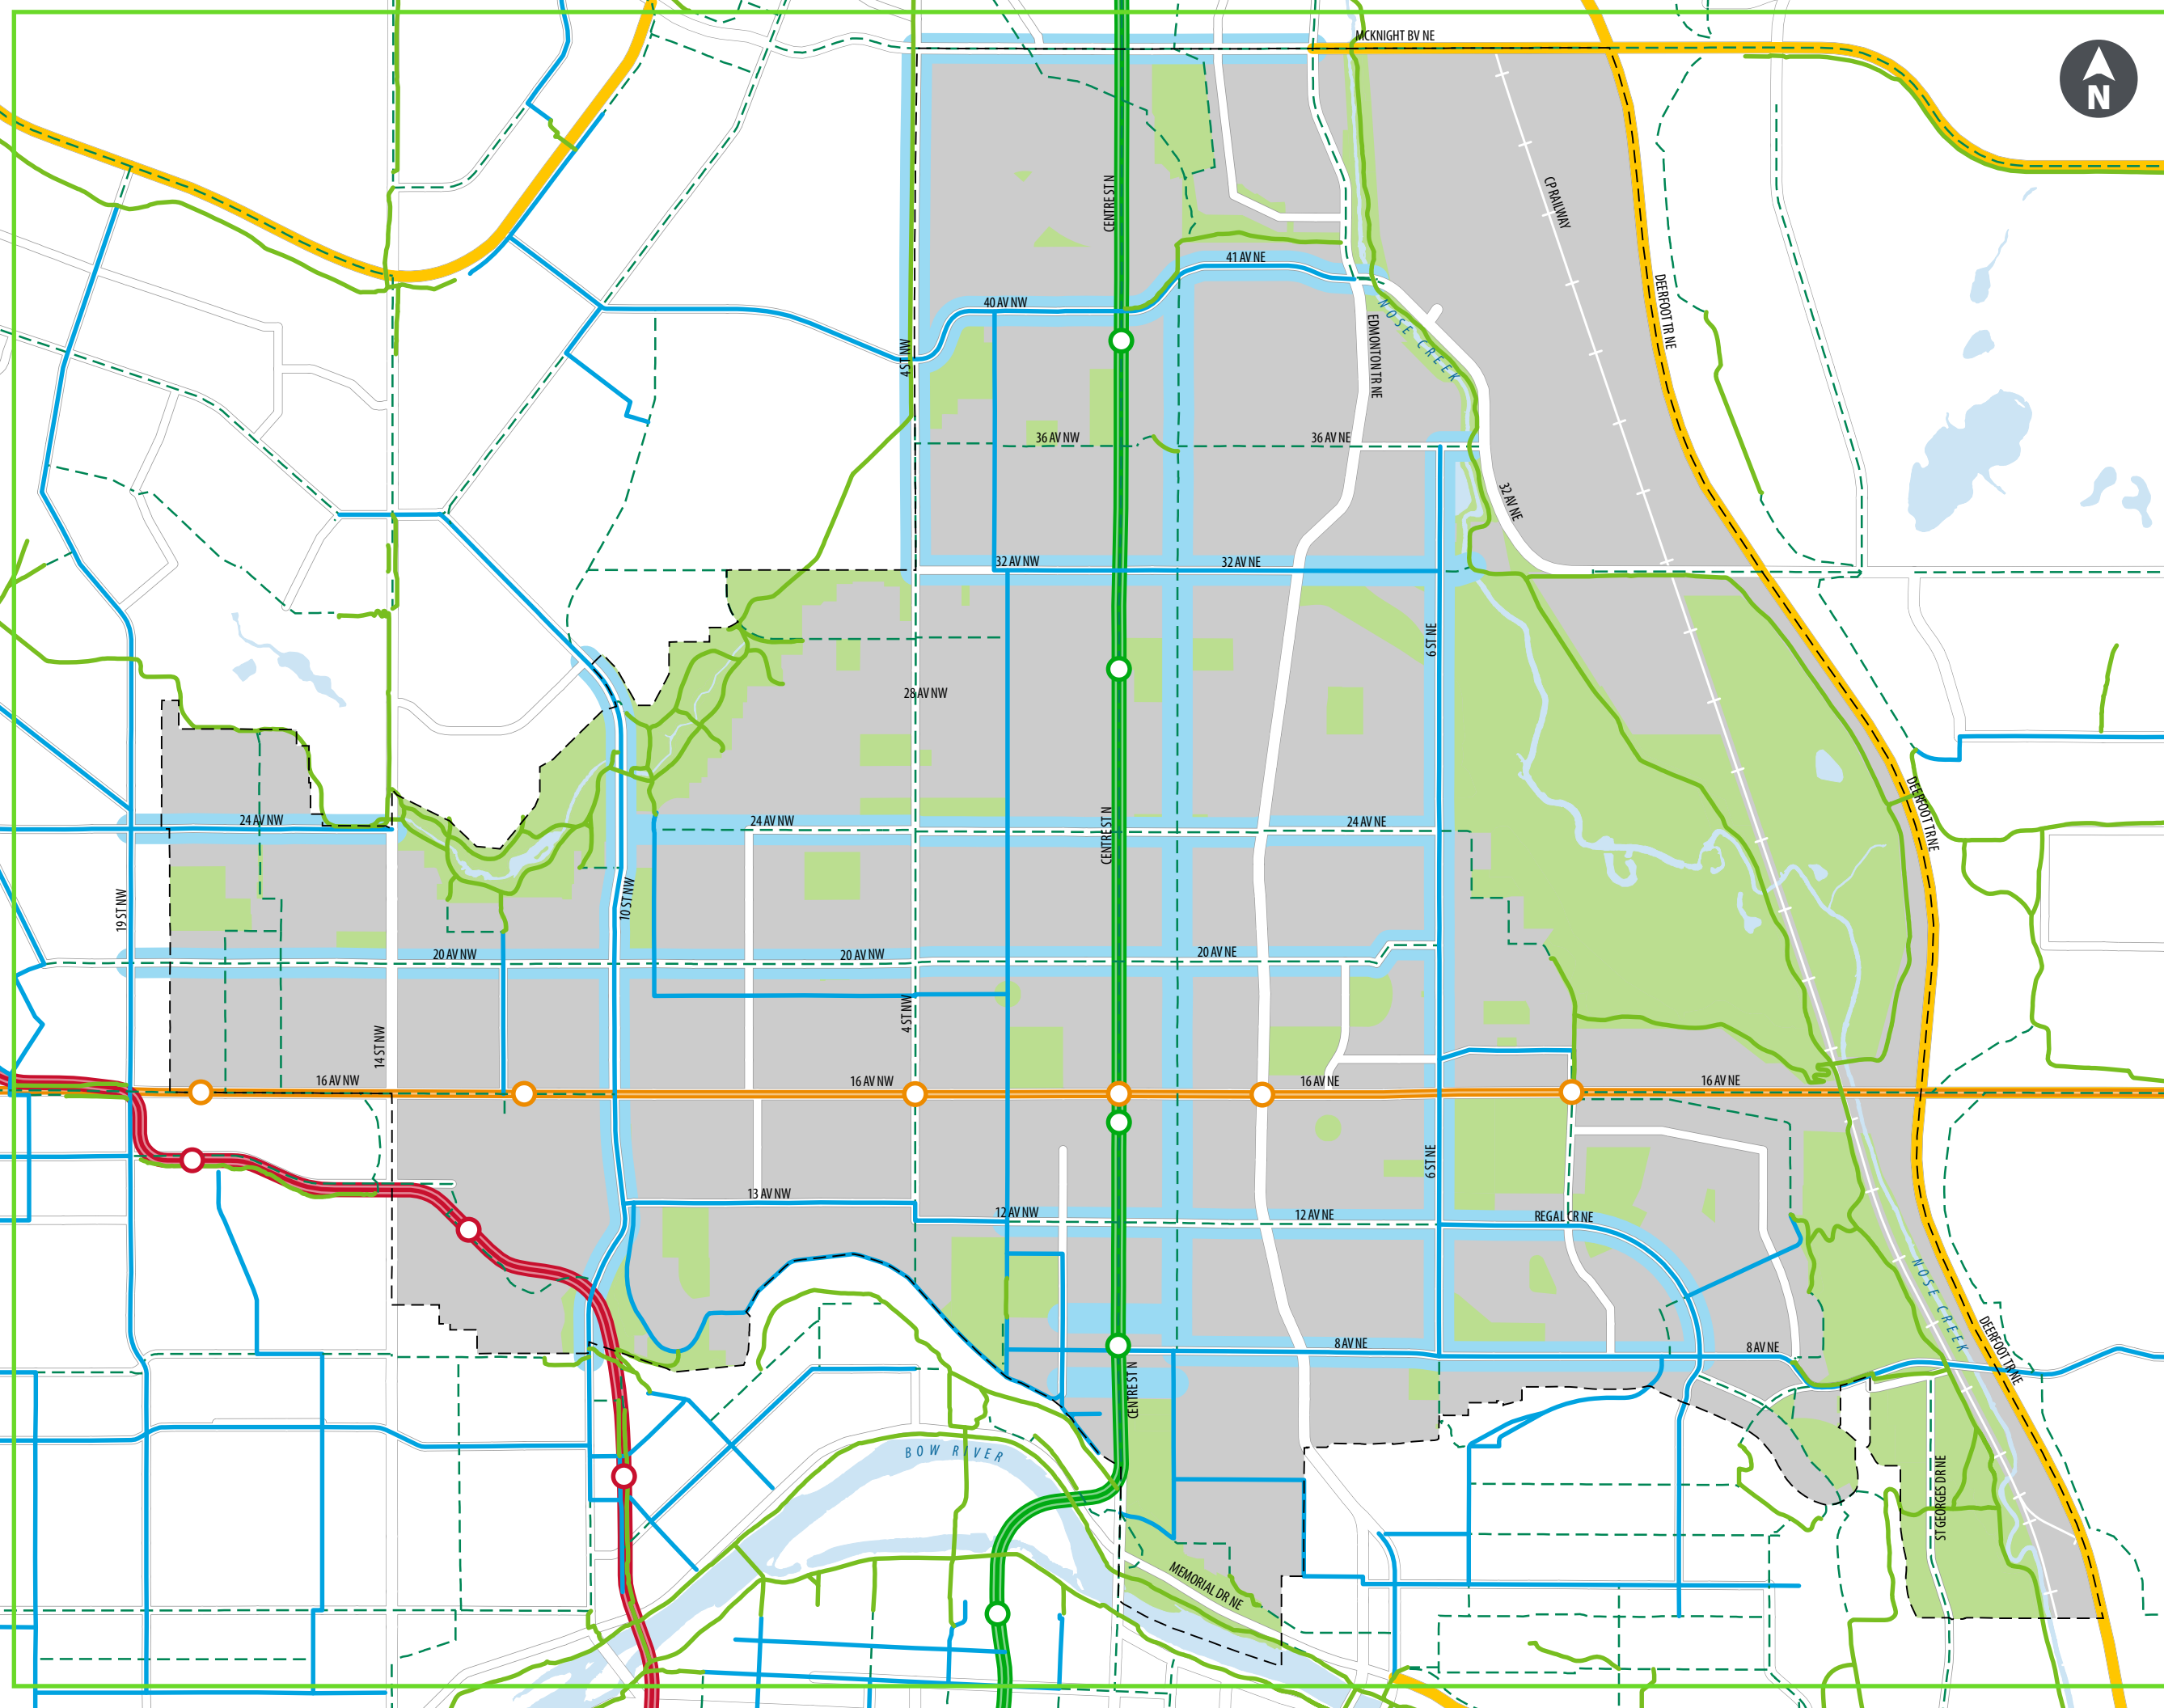 MCKNIGHT BV NE
N
CENTRE ST N
CP RAILWAY
41 AV NE
40 AV NW
DEERFOOT TR NE
NOSE CREEK
4 ST NW
EDMONTON TR NE
36 AV NW
36 AV NE
32 AV NE
32 AV NW
32 AV NE
6 ST NE
28 AV NW
24 AV NW
24 AV NW
24 AV NE
CENTRE ST N
DEERFOOT TR NE
19 ST NW
10 ST NW
20 AV NW
20 AV NW
20 AV NE
4 ST NW
14 ST NW
16 AV NW
16 AV NW
16 AV NE
16 AV NE
6 ST NE
13 AV NW
12 AV NW
12 AV NE
REGAL CR NE
NOSE CREEK
8 AV NE
8 AV NE
DEERFOOT TR NE
CENTRE ST N
BOW RIVER
ST GEORGES DR NE
MEMORIAL DR NE